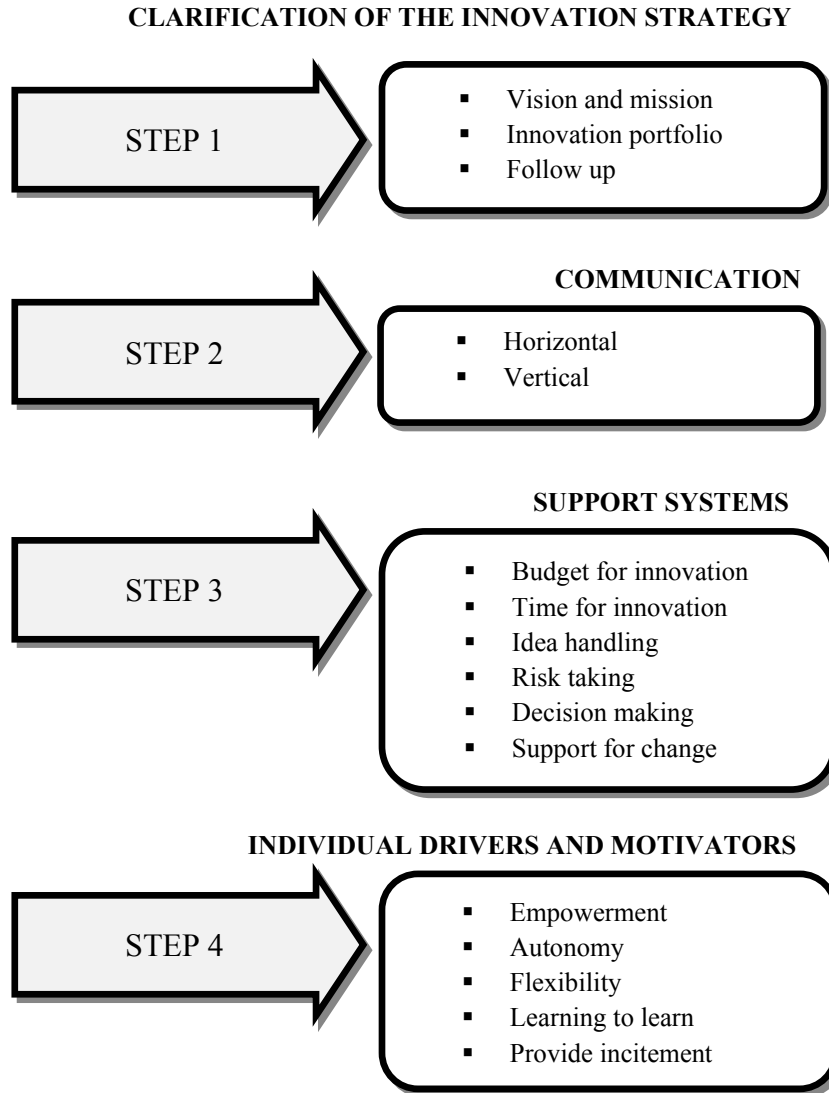 CLARIFICATION OF THE INNOVATION STRATEGY
STEP 1
▪ Vision and mission
▪ Innovation portfolio
▪ Follow up
COMMUNICATION
STEP 2
▪ Horizontal
▪ Vertical
SUPPORT SYSTEMS
STEP 3
▪ Budget for innovation
▪ Time for innovation
▪ Idea handling
▪ Risk taking
▪ Decision making
▪ Support for change
INDIVIDUAL DRIVERS AND MOTIVATORS
STEP 4
▪ Empowerment
▪ Autonomy
▪ Flexibility
▪ Learning to learn
▪ Provide incitement